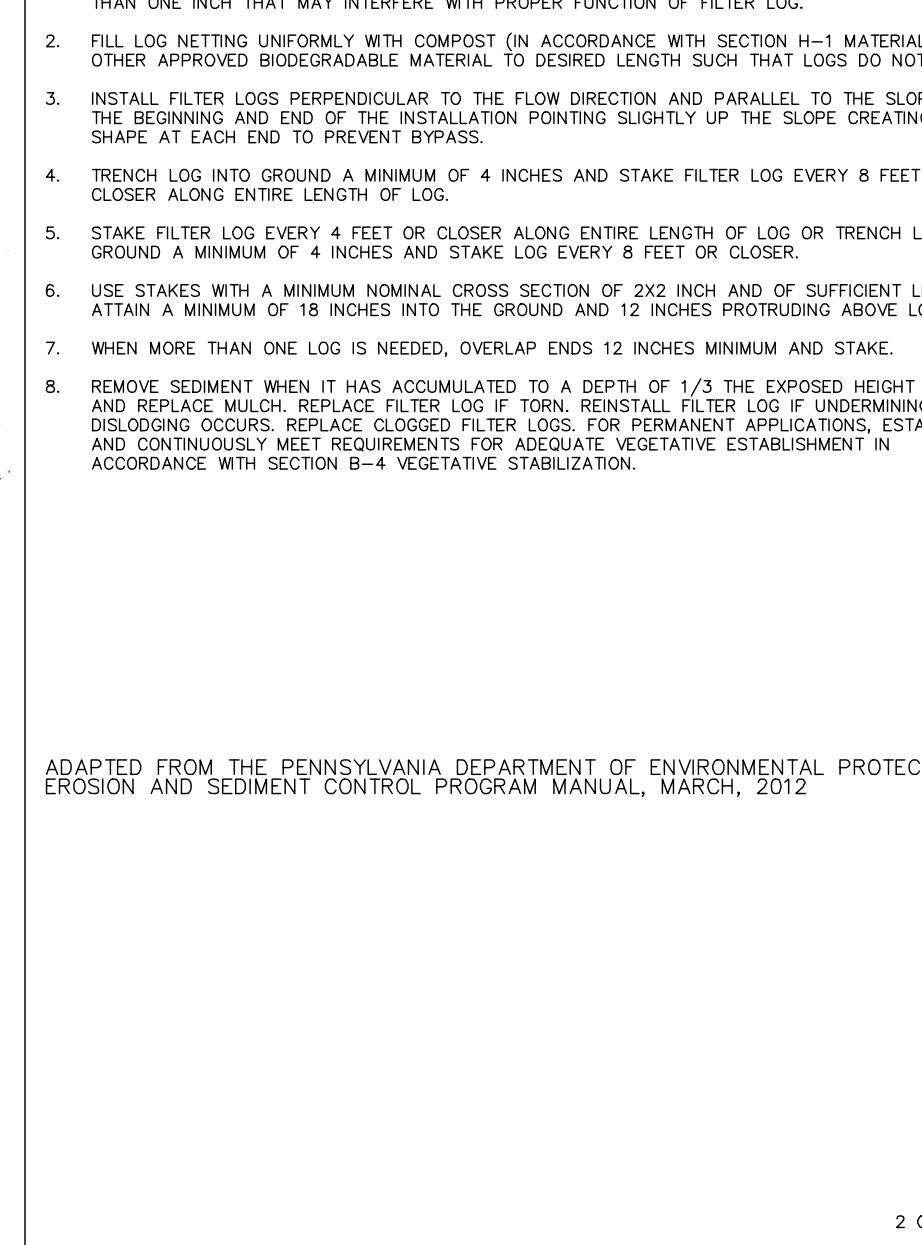 THAN ONE INCH THAT MAY INTERFERE WITH PROPER FUNCTION OF FILTER LOG.
2. FILL LOG NETTING UNIFORMLY WITH COMPOST (IN ACCORDANCE WITH SECTION H-1 MATERIAL
OTHER APPROVED BIODEGRADABLE MATERIAL TO DESIRED LENGTH SUCH THAT LOGS DO NOT
3. INSTALL FILTER LOGS PERPENDICULAR TO THE FLOW DIRECTION AND PARALLEL TO THE SLOP
THE BEGINNING AND END OF THE INSTALLATION POINTING SLIGHTLY UP THE SLOPE CREATING
SHAPE AT EACH END TO PREVENT BYPASS.
4. TRENCH LOG INTO GROUND A MINIMUM OF 4 INCHES AND STAKE FILTER LOG EVERY 8 FEET
CLOSER ALONG ENTIRE LENGTH OF LOG.
5. STAKE FILTER LOG EVERY 4 FEET OR CLOSER ALONG ENTIRE LENGTH OF LOG OR TRENCH L
GROUND A MINIMUM OF 4 INCHES AND STAKE LOG EVERY 8 FEET OR CLOSER.
6. USE STAKES WITH A MINIMUM NOMINAL CROSS SECTION OF 2X2 INCH AND OF SUFFICIENT L
ATTAIN A MINIMUM OF 18 INCHES INTO THE GROUND AND 12 INCHES PROTRUDING ABOVE LO
7. WHEN MORE THAN ONE LOG IS NEEDED, OVERLAP ENDS 12 INCHES MINIMUM AND STAKE.
8. REMOVE SEDIMENT WHEN IT HAS ACCUMULATED TO A DEPTH OF 1/3 THE EXPOSED HEIGHT
AND REPLACE MULCH. REPLACE FILTER LOG IF TORN. REINSTALL FILTER LOG IF UNDERMINING
DISLODGING OCCURS. REPLACE CLOGGED FILTER LOGS. FOR PERMANENT APPLICATIONS, ESTA
AND CONTINUOUSLY MEET REQUIREMENTS FOR ADEQUATE VEGETATIVE ESTABLISHMENT IN
ACCORDANCE WITH SECTION B-4 VEGETATIVE STABILIZATION.
ADAPTED FROM THE PENNSYLVANIA DEPARTMENT OF ENVIRONMENTAL PROTEC
EROSION AND SEDIMENT CONTROL PROGRAM MANUAL, MARCH, 2012
2